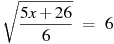 √((5x + 26)/6) = 6